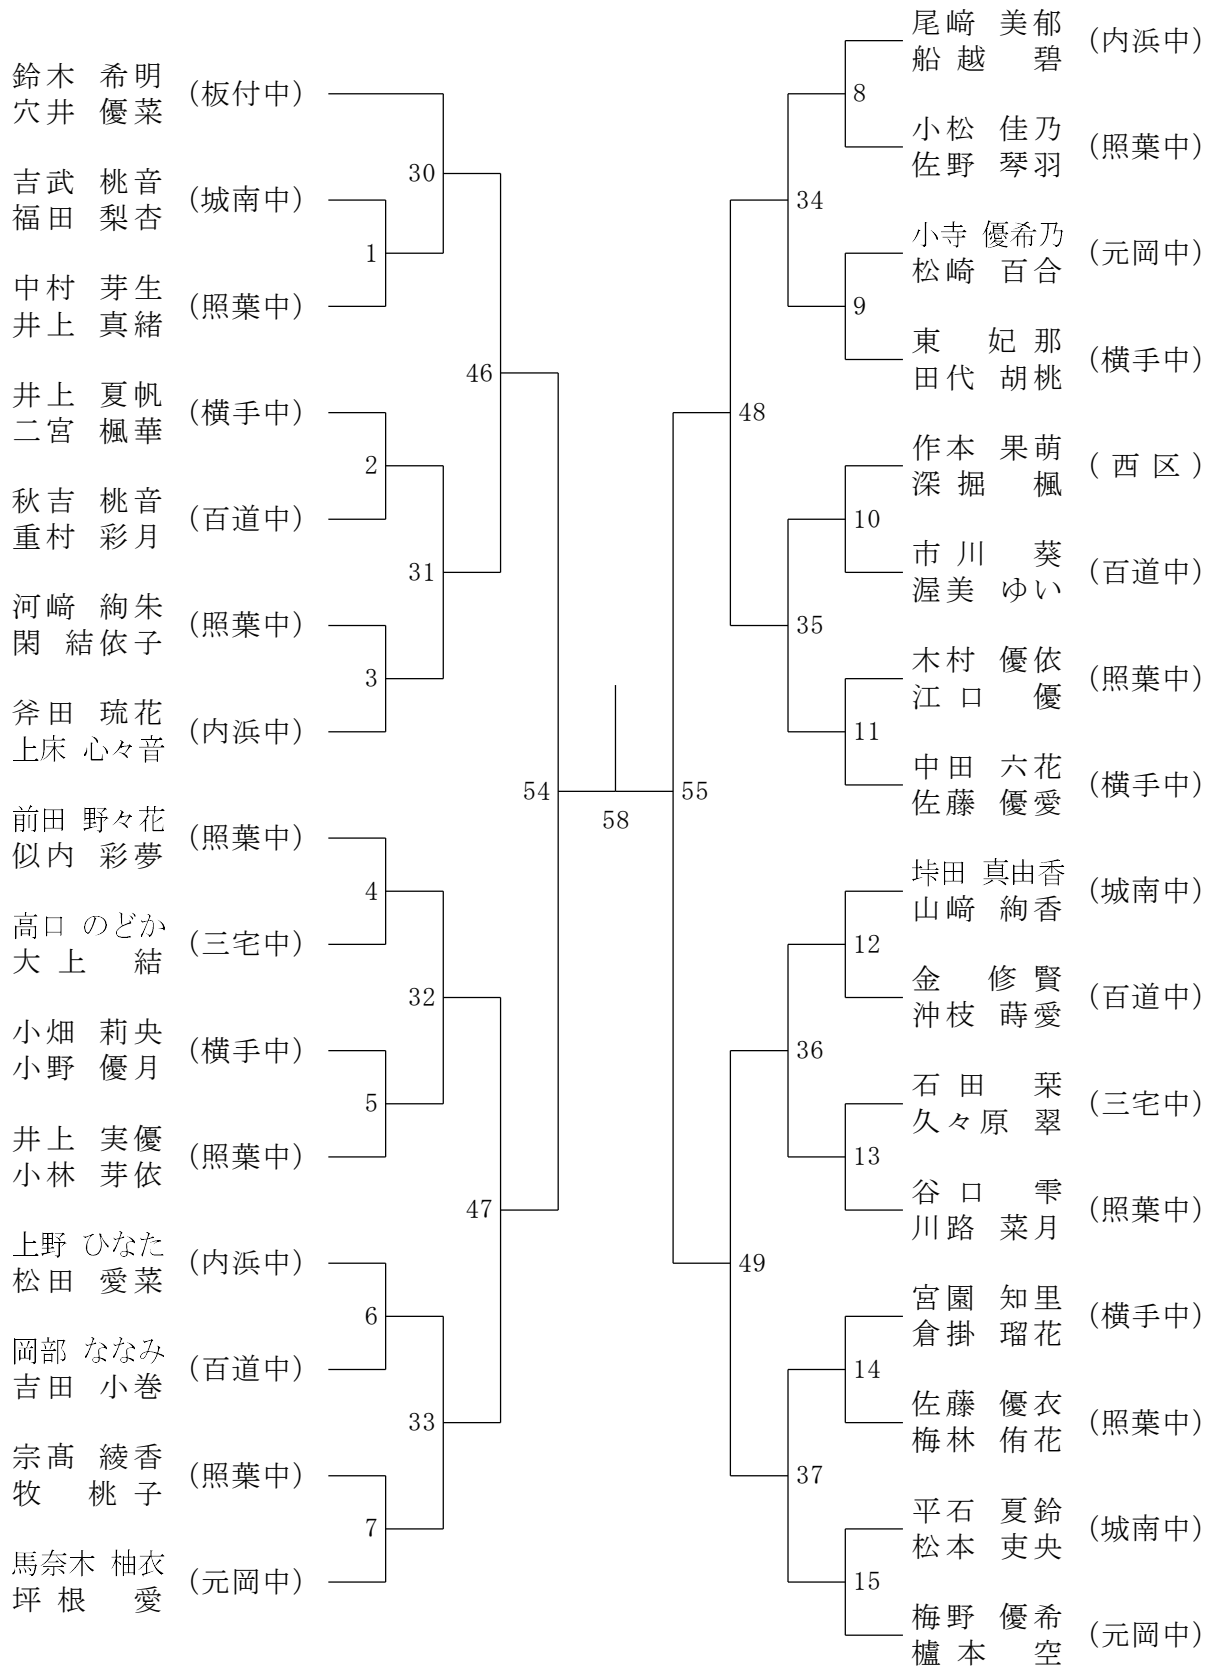 鈴木 希明
穴井 優菜
(板付中)
吉武 桃音
福田 梨杏
(城南中)
中村 芽生
井上 真緒
(照葉中)
井上 夏帆
二宮 楓華
(横手中)
秋吉 桃音
重村 彩月
(百道中)
河﨑 絢朱
閑 結依子
(照葉中)
斧田 琉花
上床 心々音
(内浜中)
前田 野々花
似内 彩夢
(照葉中)
高口 のどか
大上 結
(三宅中)
小畑 莉央
小野 優月
(横手中)
井上 実優
小林 芽依
(照葉中)
上野 ひなた
松田 愛菜
(内浜中)
岡部 ななみ
吉田 小巻
(百道中)
宗髙 綾香
牧 桃子
(照葉中)
馬奈木 柚衣
坪根 愛
(元岡中)
1
2
3
4
5
6
7
30
31
32
33
46
47
54
58
55
48
49
34
35
36
37
8
9
10
11
12
13
14
15
尾﨑 美郁
船越 碧
(内浜中)
小松 佳乃
佐野 琴羽
(照葉中)
小寺 優希乃
松崎 百合
(元岡中)
東 妃那
田代 胡桃
(横手中)
作本 果萌
深掘 楓
(西区)
市川 葵
渥美 ゆい
(百道中)
木村 優依
江口 優
(照葉中)
中田 六花
佐藤 優愛
(横手中)
垰田 真由香
山﨑 絢香
(城南中)
金 修賢
沖枝 蒔愛
(百道中)
石田 栞
久々原 翠
(三宅中)
谷口 雫
川路 菜月
(照葉中)
宮園 知里
倉掛 瑠花
(横手中)
佐藤 優衣
梅林 侑花
(照葉中)
平石 夏鈴
松本 吏央
(城南中)
梅野 優希
櫨本 空
(元岡中)